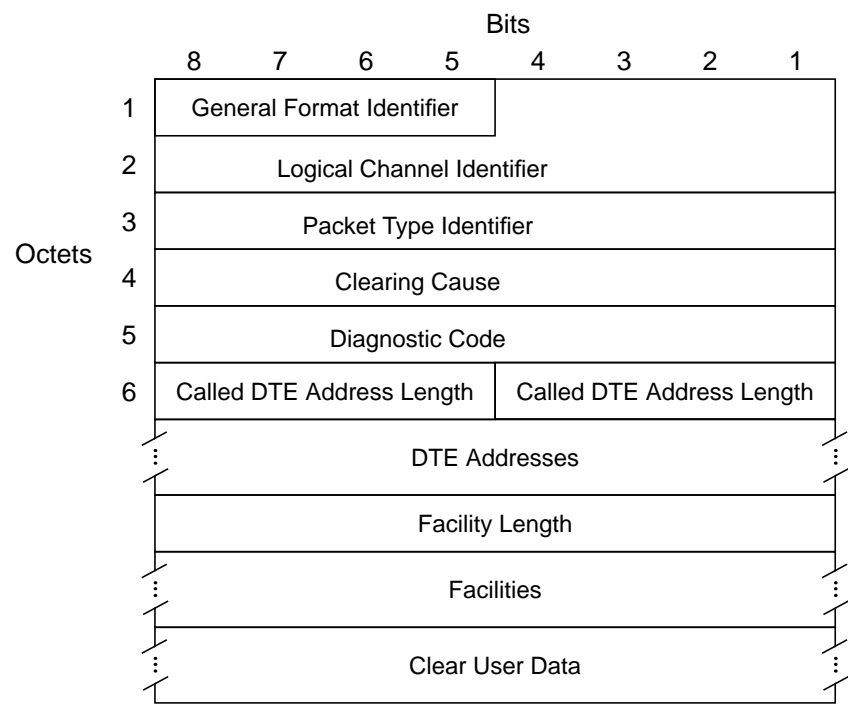 Bits
8 7 6 5 4 3 2 1
1 General Format Identifier
2 Logical Channel Identifier
3 Packet Type Identifier
Octets
4 Clearing Cause
5 Diagnostic Code
6 Called DTE Address Length Called DTE Address Length
DTE Addresses
Facility Length
Facilities
Clear User Data